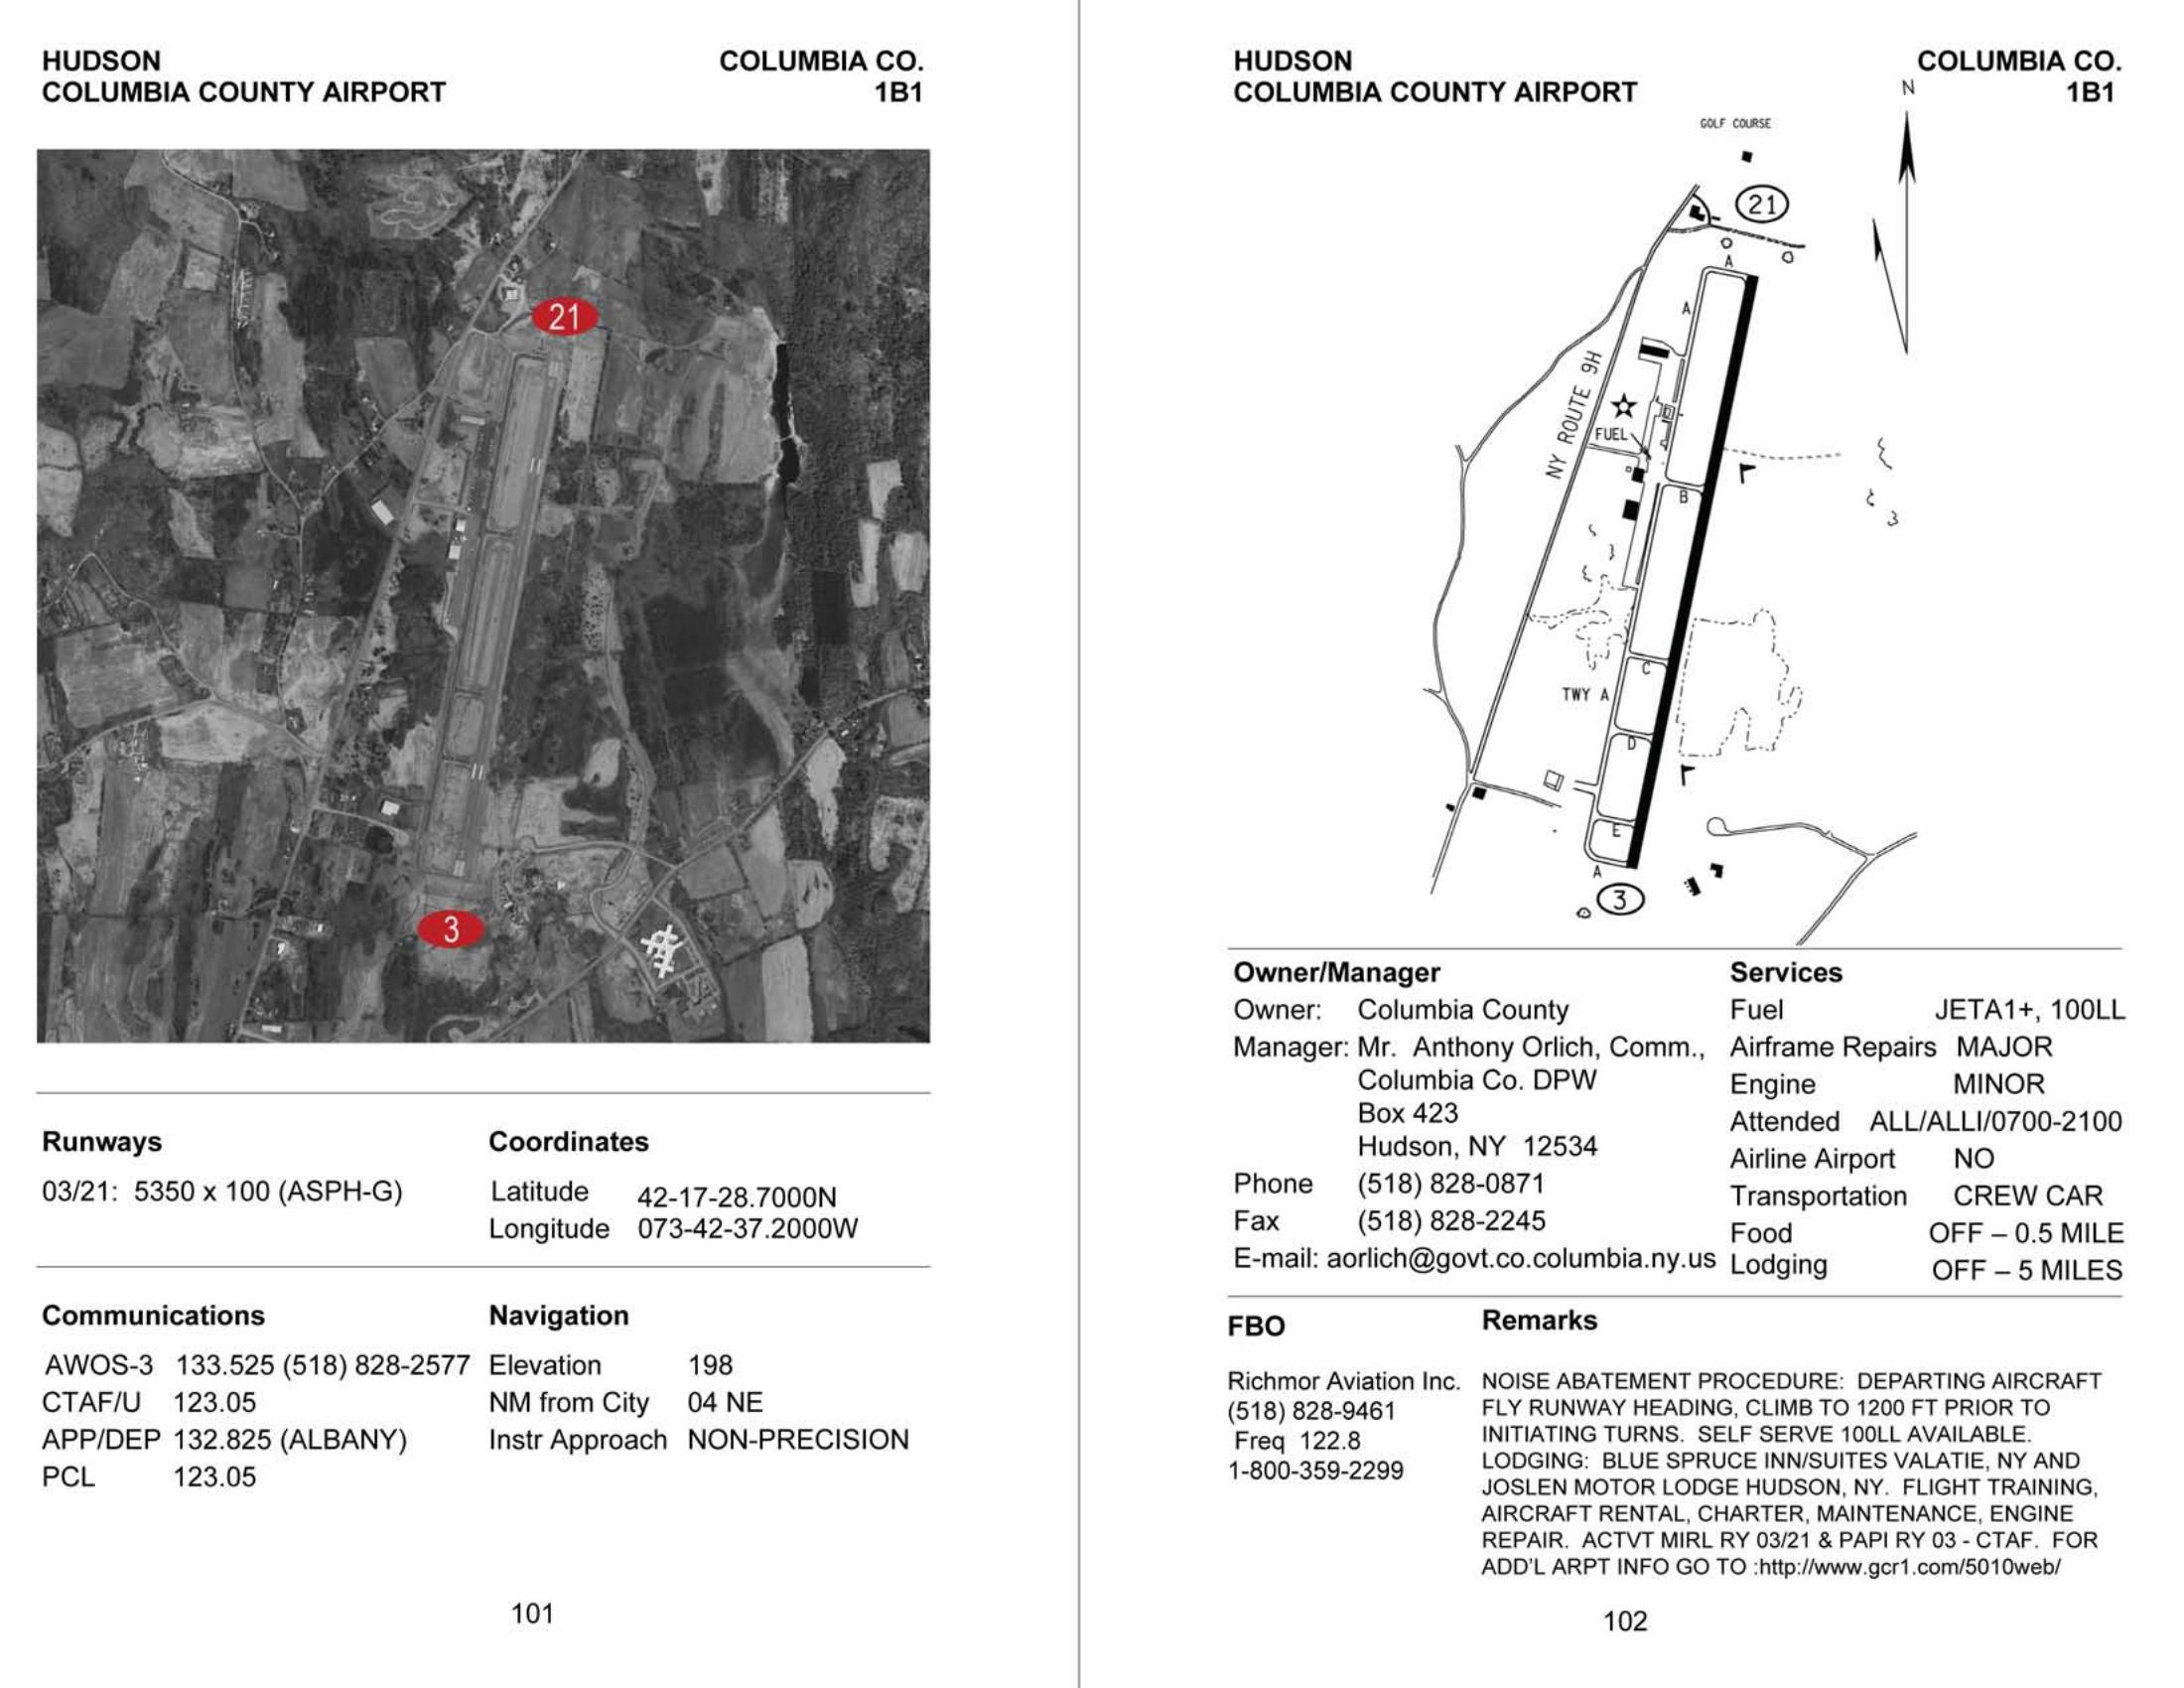 HUDSON
COLUMBIA CO.
COLUMBIA COUNTY AIRPORT
1B1
21
3
Runways
03/21: 5350 x 100 (ASPH-G)
Coordinates
Latitude 42-17-28.7000N
Longitude 073-42-37.2000W
Communications
AWOS-3 133.525 (518) 828-2577
CTAF/U 123.05
APP/DEP 132.825 (ALBANY)
PCL 123.05
Navigation
Elevation 198
NM from City 04 NE
Instr Approach NON-PRECISION
101
HUDSON
COLUMBIA CO.
COLUMBIA COUNTY AIRPORT
1B1
N
GOLF COURSE
21
A
A
NY ROUTE 9H
FUEL
B
C
TWY A
D
E
A
3
Owner/Manager
Owner: Columbia County
Manager: Mr. Anthony Orlich, Comm.,
Columbia Co. DPW
Box 423
Hudson, NY 12534
Phone (518) 828-0871
Fax (518) 828-2245
E-mail: aorlich@govt.co.columbia.ny.us
Services
Fuel JETA1+, 100LL
Airframe Repairs MAJOR
Engine MINOR
Attended ALL/ALLI/0700-2100
Airline Airport NO
Transportation CREW CAR
Food OFF – 0.5 MILE
Lodging OFF – 5 MILES
FBO
Richmor Aviation Inc.
(518) 828-9461
Freq 122.8
1-800-359-2299
Remarks
NOISE ABATEMENT PROCEDURE: DEPARTING AIRCRAFT
FLY RUNWAY HEADING, CLIMB TO 1200 FT PRIOR TO
INITIATING TURNS. SELF SERVE 100LL AVAILABLE.
LODGING: BLUE SPRUCE INN/SUITES VALATIE, NY AND
JOSLEN MOTOR LODGE HUDSON, NY. FLIGHT TRAINING,
AIRCRAFT RENTAL, CHARTER, MAINTENANCE, ENGINE
REPAIR. ACTVT MIRL RY 03/21 & PAPI RY 03 - CTAF. FOR
ADD'L ARPT INFO GO TO :http://www.gcr1.com/5010web/
102